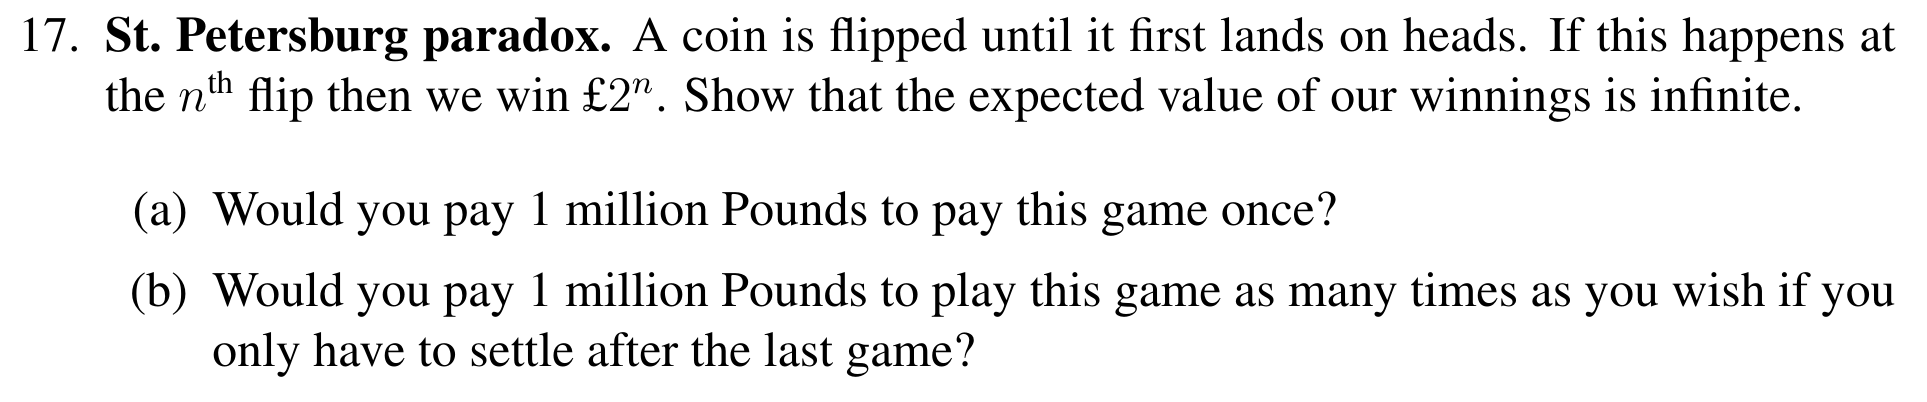 17. St. Petersburg paradox. A coin is flipped until it first lands on heads. If this happens at
the nᵗʰ flip then we win £2ⁿ. Show that the expected value of our winnings is infinite.
(a) Would you pay 1 million Pounds to pay this game once?
(b) Would you pay 1 million Pounds to play this game as many times as you wish if you
only have to settle after the last game?